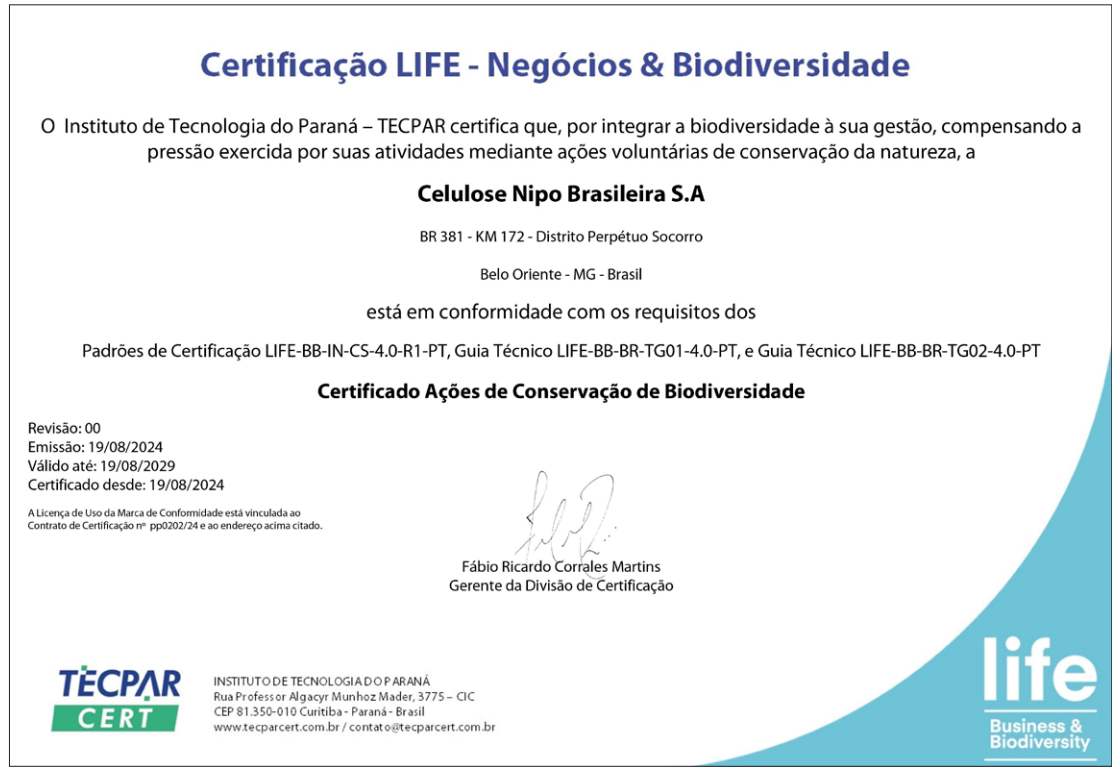 Certificação LIFE - Negócios & Biodiversidade
O Instituto de Tecnologia do Paraná – TECPAR certifica que, por integrar a biodiversidade à sua gestão, compensando a
pressão exercida por suas atividades mediante ações voluntárias de conservação da natureza, a
Celulose Nipo Brasileira S.A
BR 381 - KM 172 - Distrito Perpétuo Socorro
Belo Oriente - MG - Brasil
está em conformidade com os requisitos dos
Padrões de Certificação LIFE-BB-IN-CS-4.0-R1-PT, Guia Técnico LIFE-BB-BR-TG01-4.0-PT, e Guia Técnico LIFE-BB-BR-TG02-4.0-PT
Certificado Ações de Conservação de Biodiversidade
Revisão: 00
Emissão: 19/08/2024
Válido até: 19/08/2029
Certificado desde: 19/08/2024
A Licença de Uso da Marca de Conformidade está vinculada ao
Contrato de Certificação nº pp0202/24 e ao endereço acima citado.
Fábio Ricardo Corrales Martins
Gerente da Divisão de Certificação
TECPAR
CERT
INSTITUTO DE TECNOLOGIA DO PARANÁ
Rua Professor Algacyr Munhoz Mader, 3775 – CIC
CEP 81.350-010 Curitiba - Paraná - Brasil
www.tecparcert.com.br / contato@tecparcert.com.br
life
Business &
Biodiversity